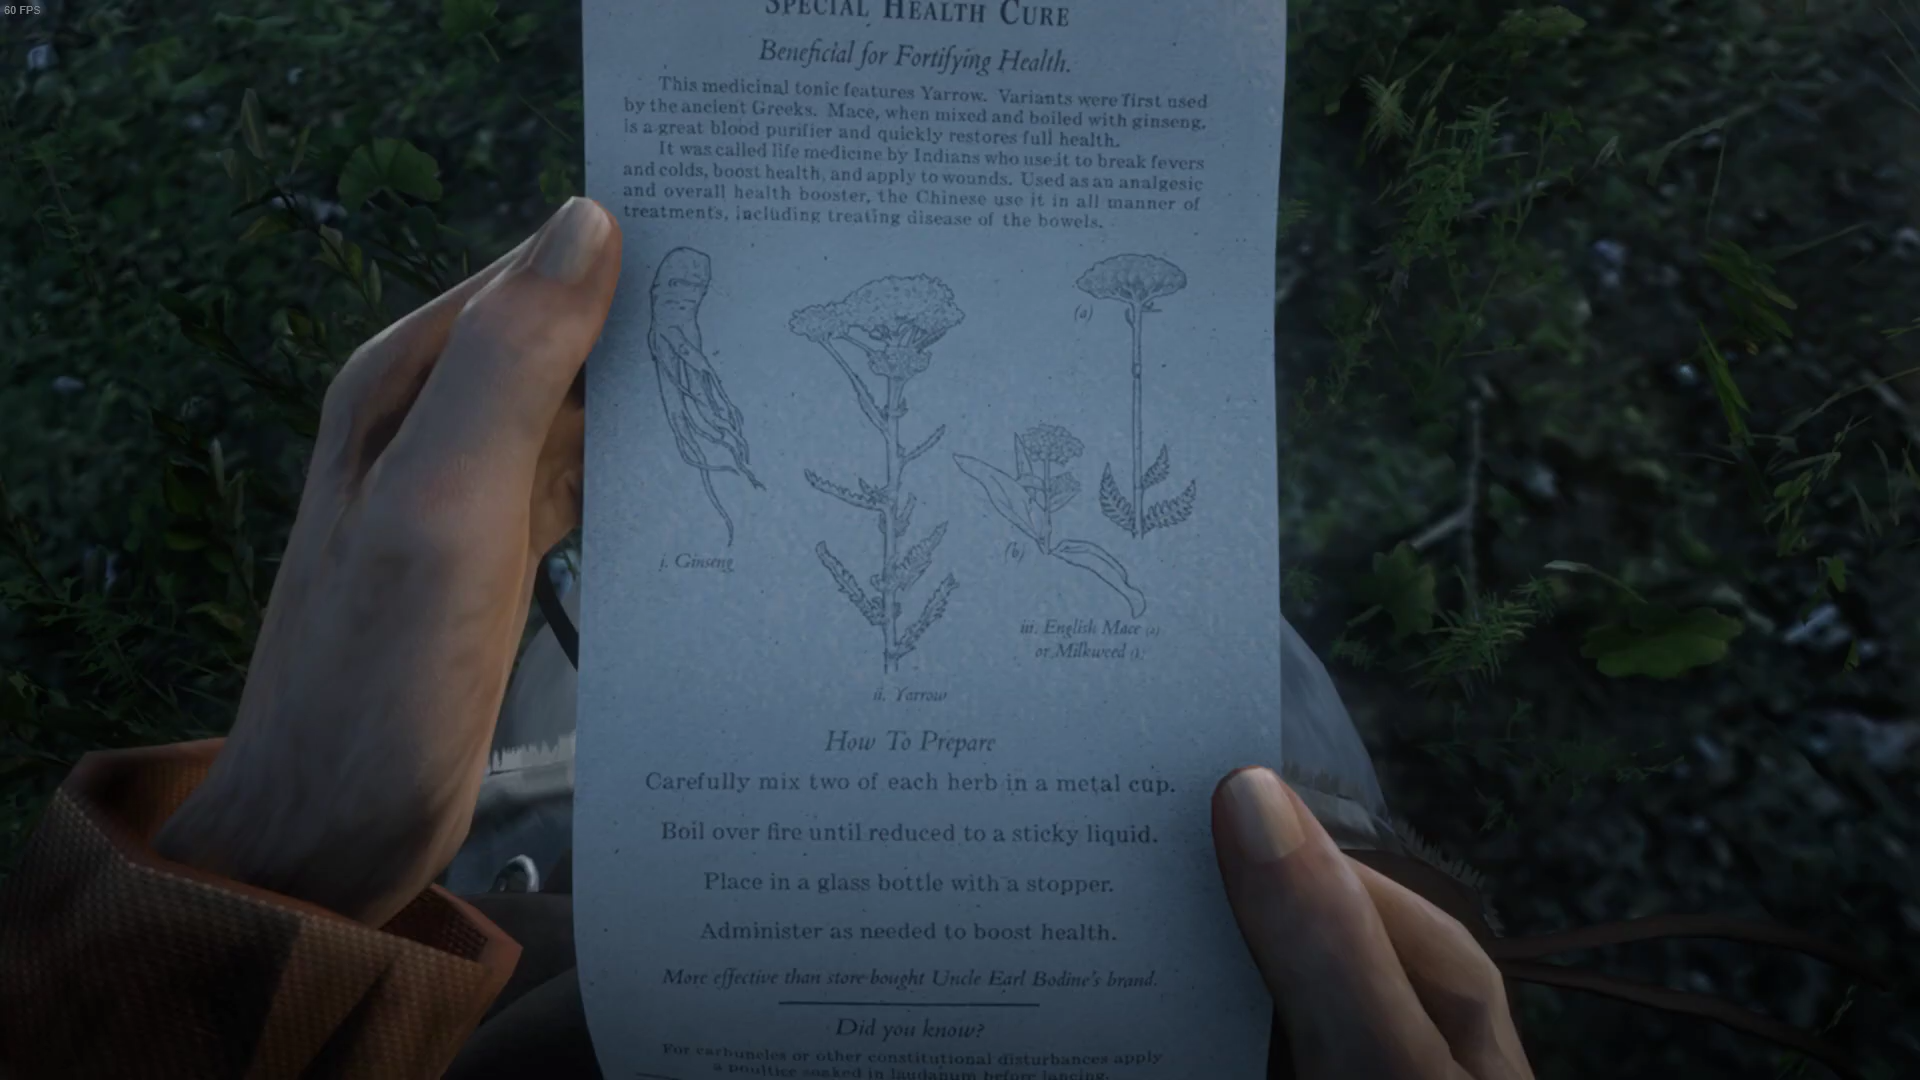 60 FPS
SPECIAL HEALTH CURE
Beneficial for Fortifying Health.
This medicinal tonic features Yarrow. Variants were first used
by the ancient Greeks. Mace, when mixed and boiled with ginseng,
is a great blood purifier and quickly restores full health.
It was called life medicine by Indians who use it to break fevers
and colds, boost health, and apply to wounds. Used as an analgesic
and overall health booster, the Chinese use it in all manner of
treatments, including treating disease of the bowels.
(a)
(b)
i. Ginseng
iii. English Mace (a)
or Milkweed (b)
ii. Yarrow
How To Prepare
Carefully mix two of each herb in a metal cup.
Boil over fire until reduced to a sticky liquid.
Place in a glass bottle with a stopper.
Administer as needed to boost health.
More effective than store-bought Uncle Earl Bodine's brand.
Did you know?
For carbuncles or other constitutional disturbances apply
a poultice soaked in laudanum before lancing.